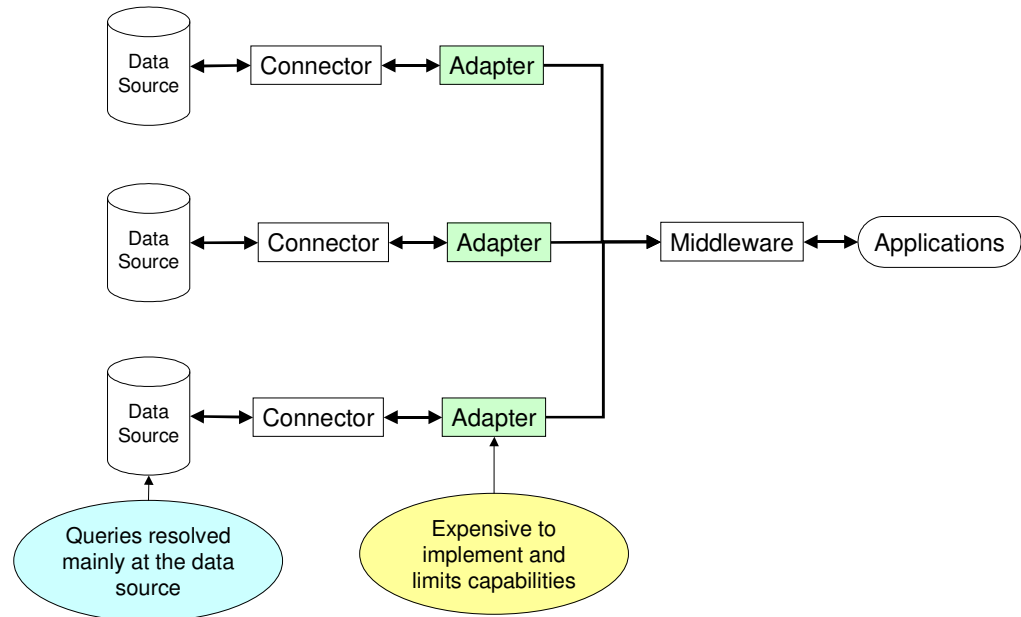 Data
Source
Connector
Adapter
Data
Source
Connector
Adapter
Middleware
Applications
Data
Source
Connector
Adapter
Queries resolved
mainly at the data
source
Expensive to
implement and
limits capabilities